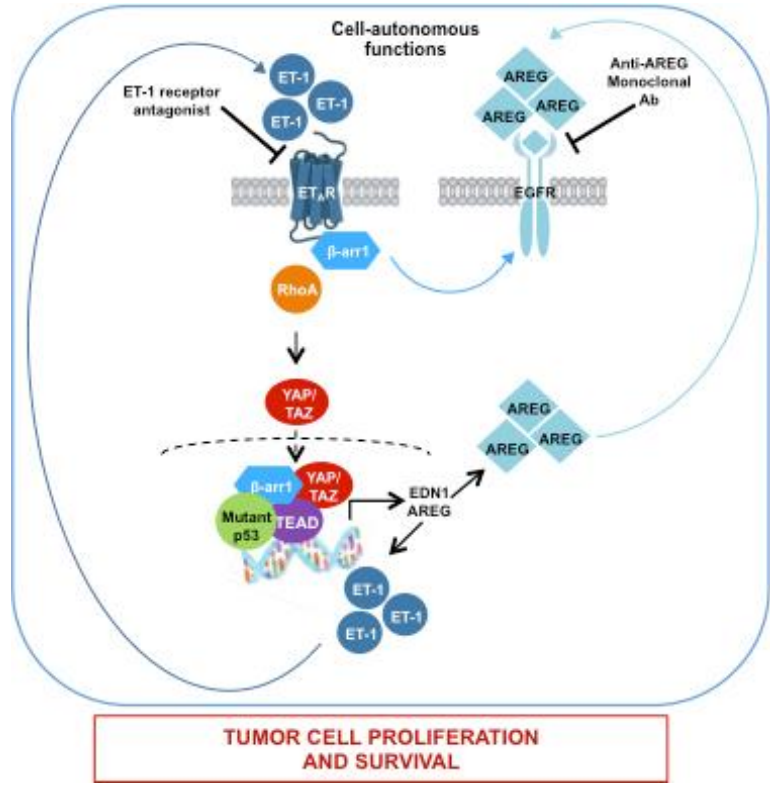 Cell-autonomous
functions
ET-1
ET-1
ET-1
ET-1 receptor
antagonist
AREG
AREG
AREG
Anti-AREG
Monoclonal
Ab
ETAR
EGFR
β-arr1
RhoA
YAP/
TAZ
β-arr1
YAP/
TAZ
Mutant
p53
TEAD
EDN1
AREG
AREG
AREG
AREG
ET-1
ET-1
ET-1
TUMOR CELL PROLIFERATION
AND SURVIVAL